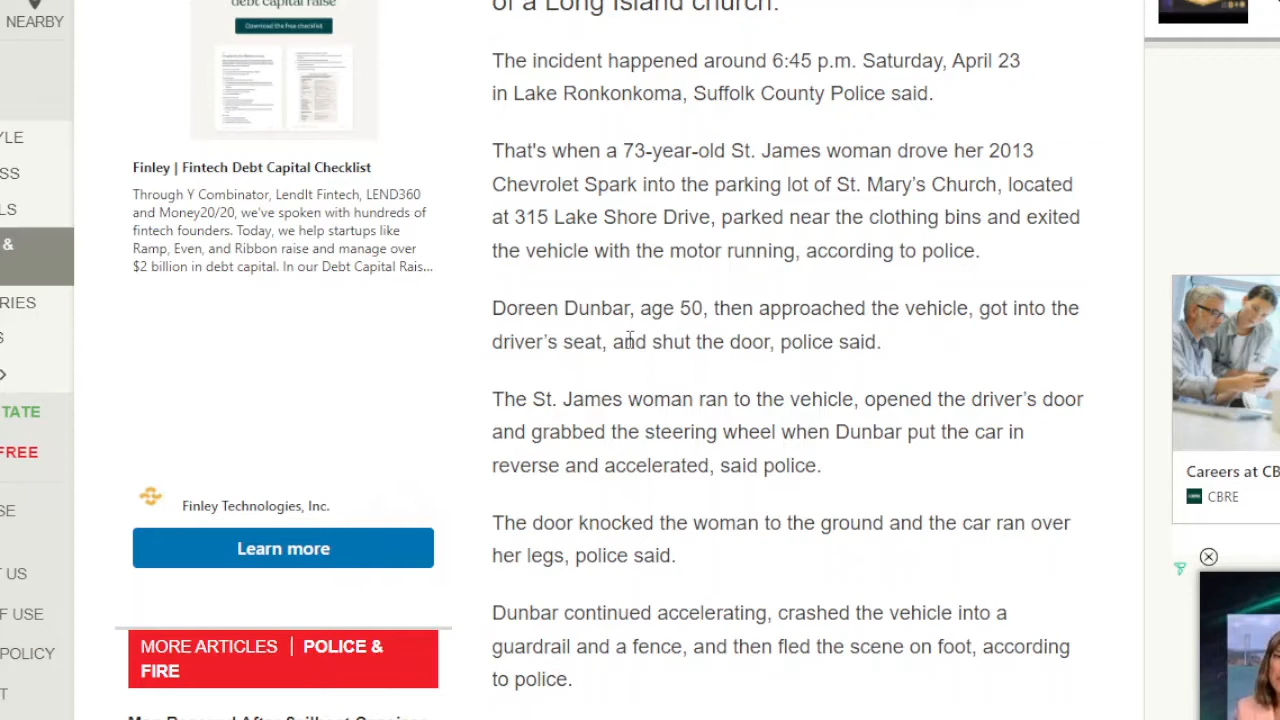 NEARBY
YLE
SS
LS
&
RIES
S
TATE
FREE
SE
T US
F USE
POLICY
T
debt capital raise
Download the free checklist
Finley | Fintech Debt Capital Checklist
Through Y Combinator, LendIt Fintech, LEND360
and Money20/20, we've spoken with hundreds of
fintech founders. Today, we help startups like
Ramp, Even, and Ribbon raise and manage over
$2 billion in debt capital. In our Debt Capital Rais...
Finley Technologies, Inc.
Learn more
MORE ARTICLES | POLICE &
FIRE
of a Long Island church.
The incident happened around 6:45 p.m. Saturday, April 23
in Lake Ronkonkoma, Suffolk County Police said.
That's when a 73-year-old St. James woman drove her 2013
Chevrolet Spark into the parking lot of St. Mary’s Church, located
at 315 Lake Shore Drive, parked near the clothing bins and exited
the vehicle with the motor running, according to police.
Doreen Dunbar, age 50, then approached the vehicle, got into the
driver’s seat, and shut the door, police said.
The St. James woman ran to the vehicle, opened the driver’s door
and grabbed the steering wheel when Dunbar put the car in
reverse and accelerated, said police.
The door knocked the woman to the ground and the car ran over
her legs, police said.
Dunbar continued accelerating, crashed the vehicle into a
guardrail and a fence, and then fled the scene on foot, according
to police.
Careers at CB
CBRE